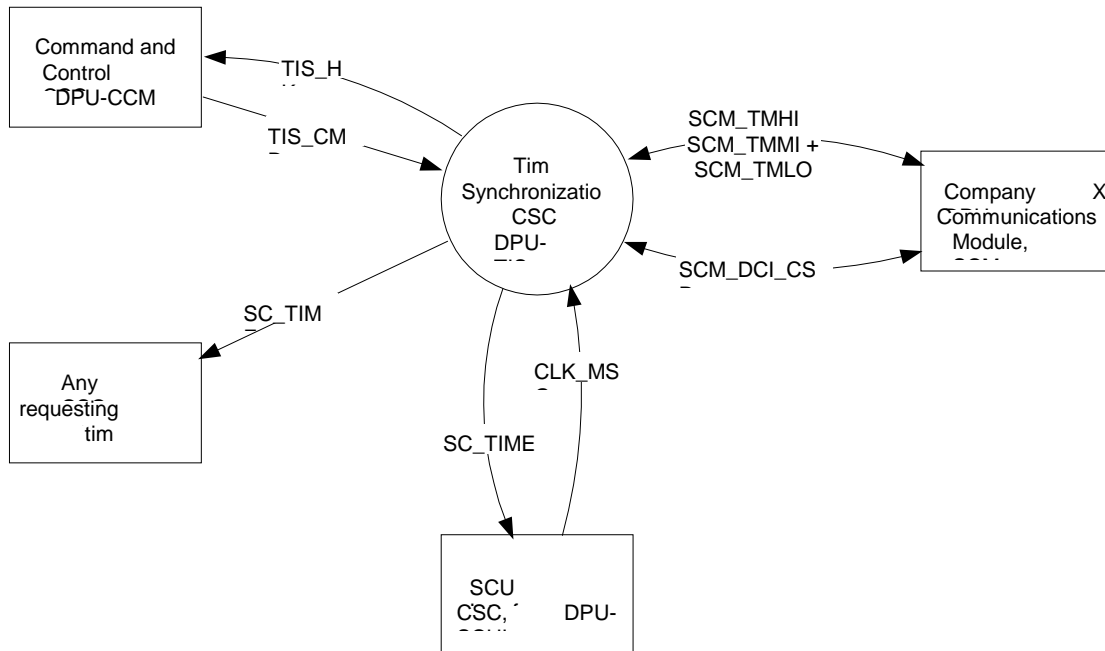 Command and
Control
DPU-CCM
TIS_H
TIS_CM
SCM_TMHI
SCM_TMMI +
SCM_TMLO
Tim
Synchronizatio
CSC
DPU-
Company X
Communications
Module,
SCM_DCI_CS
SC_TIM
Any
requesting
tim
CLK_MS
SC_TIME
SCU
CSC, DPU-